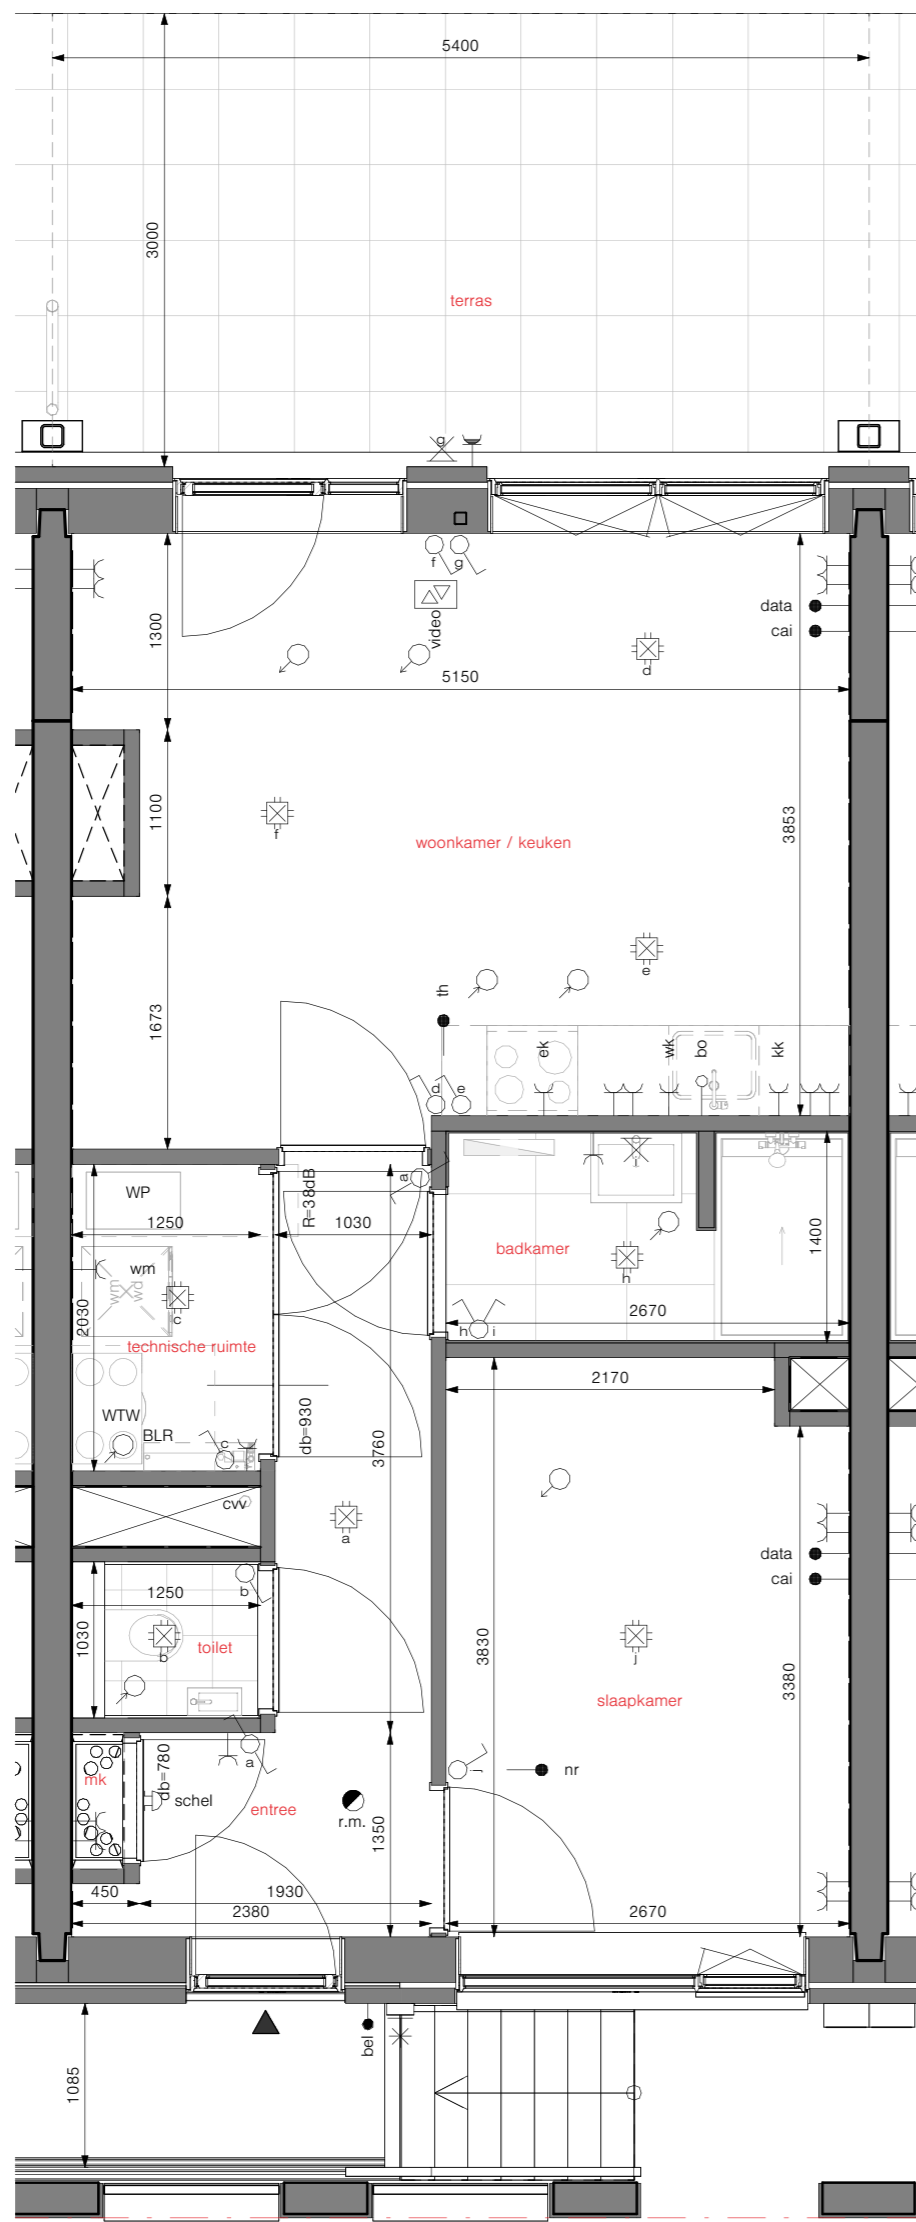 5400
3000
terras
g
f g
video
data
cai
d
1300
5150
1100
f
3853
woonkamer / keuken
e
1673
th
ek
wk
bo
kk
d e
WP
R=38dB
a
1250
1030
badkamer
1400
wm
wm
wd
h
c
2030
2670
h i
technische ruimte
2170
WTW
BLR
c
db=930
3760
cvv
a
data
cai
b
1250
1030
b
toilet
3830
j
3380
slaapkamer
a
db=780
mk
schel
entree
r.m.
j
nr
1350
450
1930
2380
2670
bel
1085